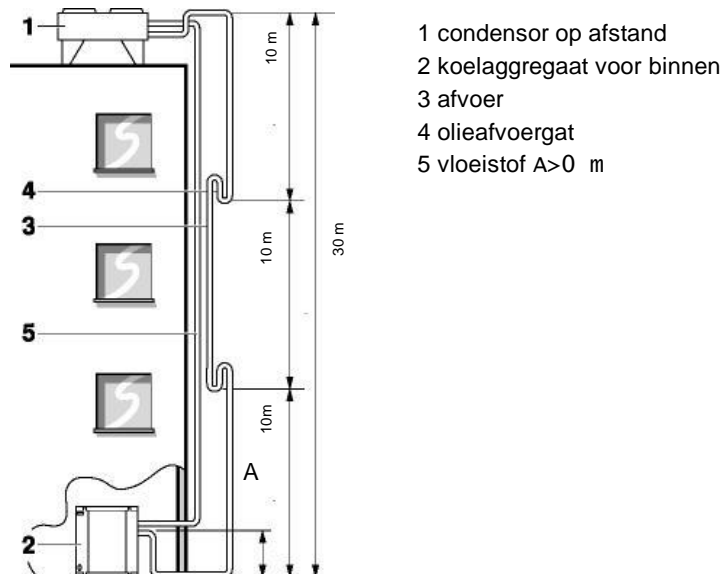 1
10 m
4
3
10 m
30 m
5
10m
A
2
1 condensor op afstand
2 koelaggregaat voor binnen
3 afvoer
4 olieafvoergat
5 vloeistof A>0 m